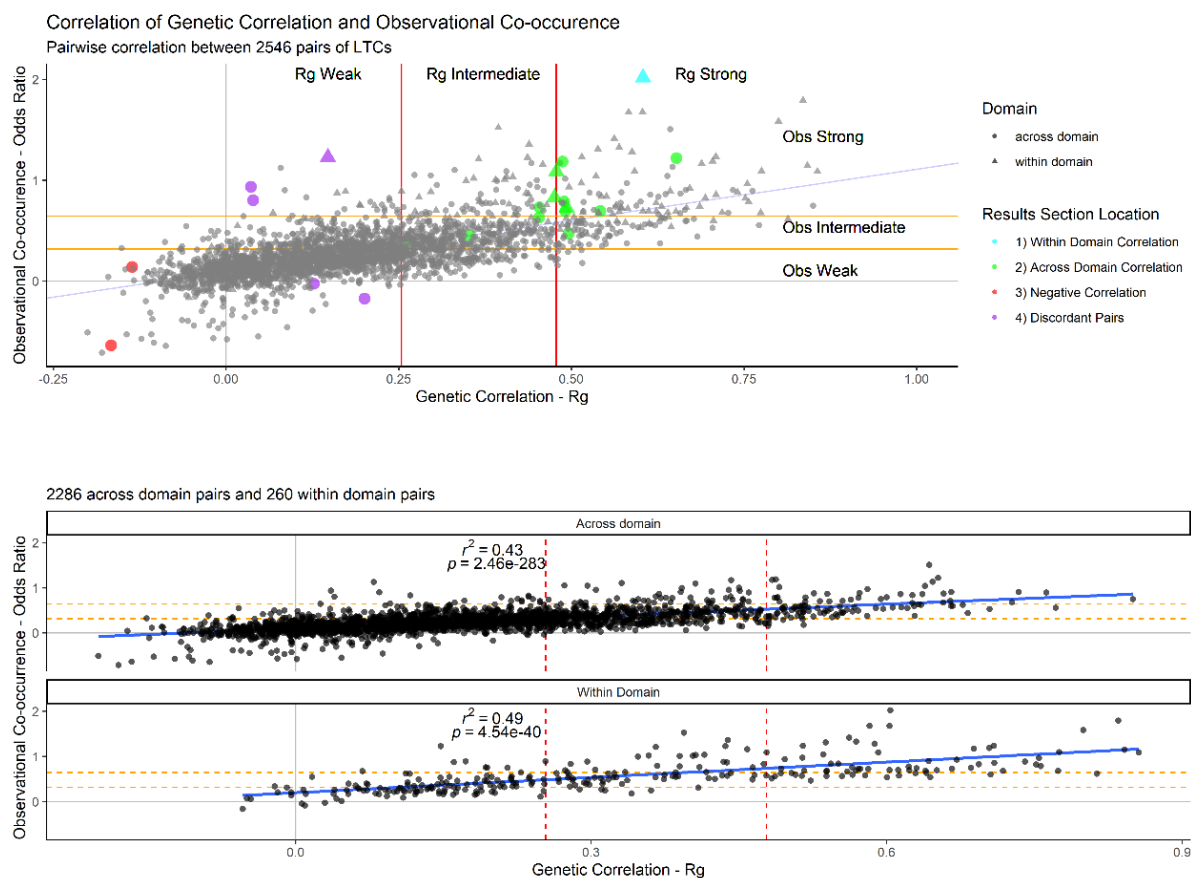 Correlation of Genetic Correlation and Observational Co-occurence
Pairwise correlation between 2546 pairs of LTCs
Observational Co-occurrence - Odds Ratio
2
1
0
Rg Weak
Rg Intermediate
Rg Strong
Obs Strong
Obs Intermediate
Obs Weak
-0.25
0.00
0.25
0.50
0.75
1.00
Genetic Correlation - Rg
Domain
across domain
within domain
Results Section Location
1) Within Domain Correlation
2) Across Domain Correlation
3) Negative Correlation
4) Discordant Pairs
2286 across domain pairs and 260 within domain pairs
Across domain
Observational Co-occurrence - Odds Ratio
2
1
0
r² = 0.43
p = 2.46e-283
Within Domain
2
1
0
r² = 0.49
p = 4.54e-40
0.0
0.3
0.6
0.9
Genetic Correlation - Rg